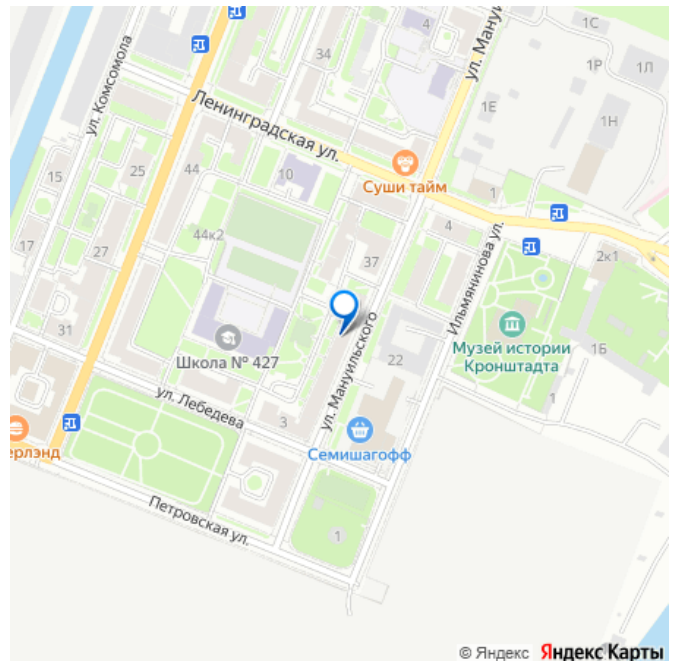 4
1С
ул. Мануи
34
1Р
1Л
ул. Комсомола
1Е
Ленинградская ул.
1Н
15
25
44
10
Суши тайм
1
4
44к2
17
27
37
Ильмянинова ул.
2к1
31
Школа № 427
ул. Мануильского
22
Музей истории
Кронштадта
1Б
ул. Лебедева
3
1
ерлэнд
Семишагофф
Петровская ул.
1
© Яндекс Яндекс Карты